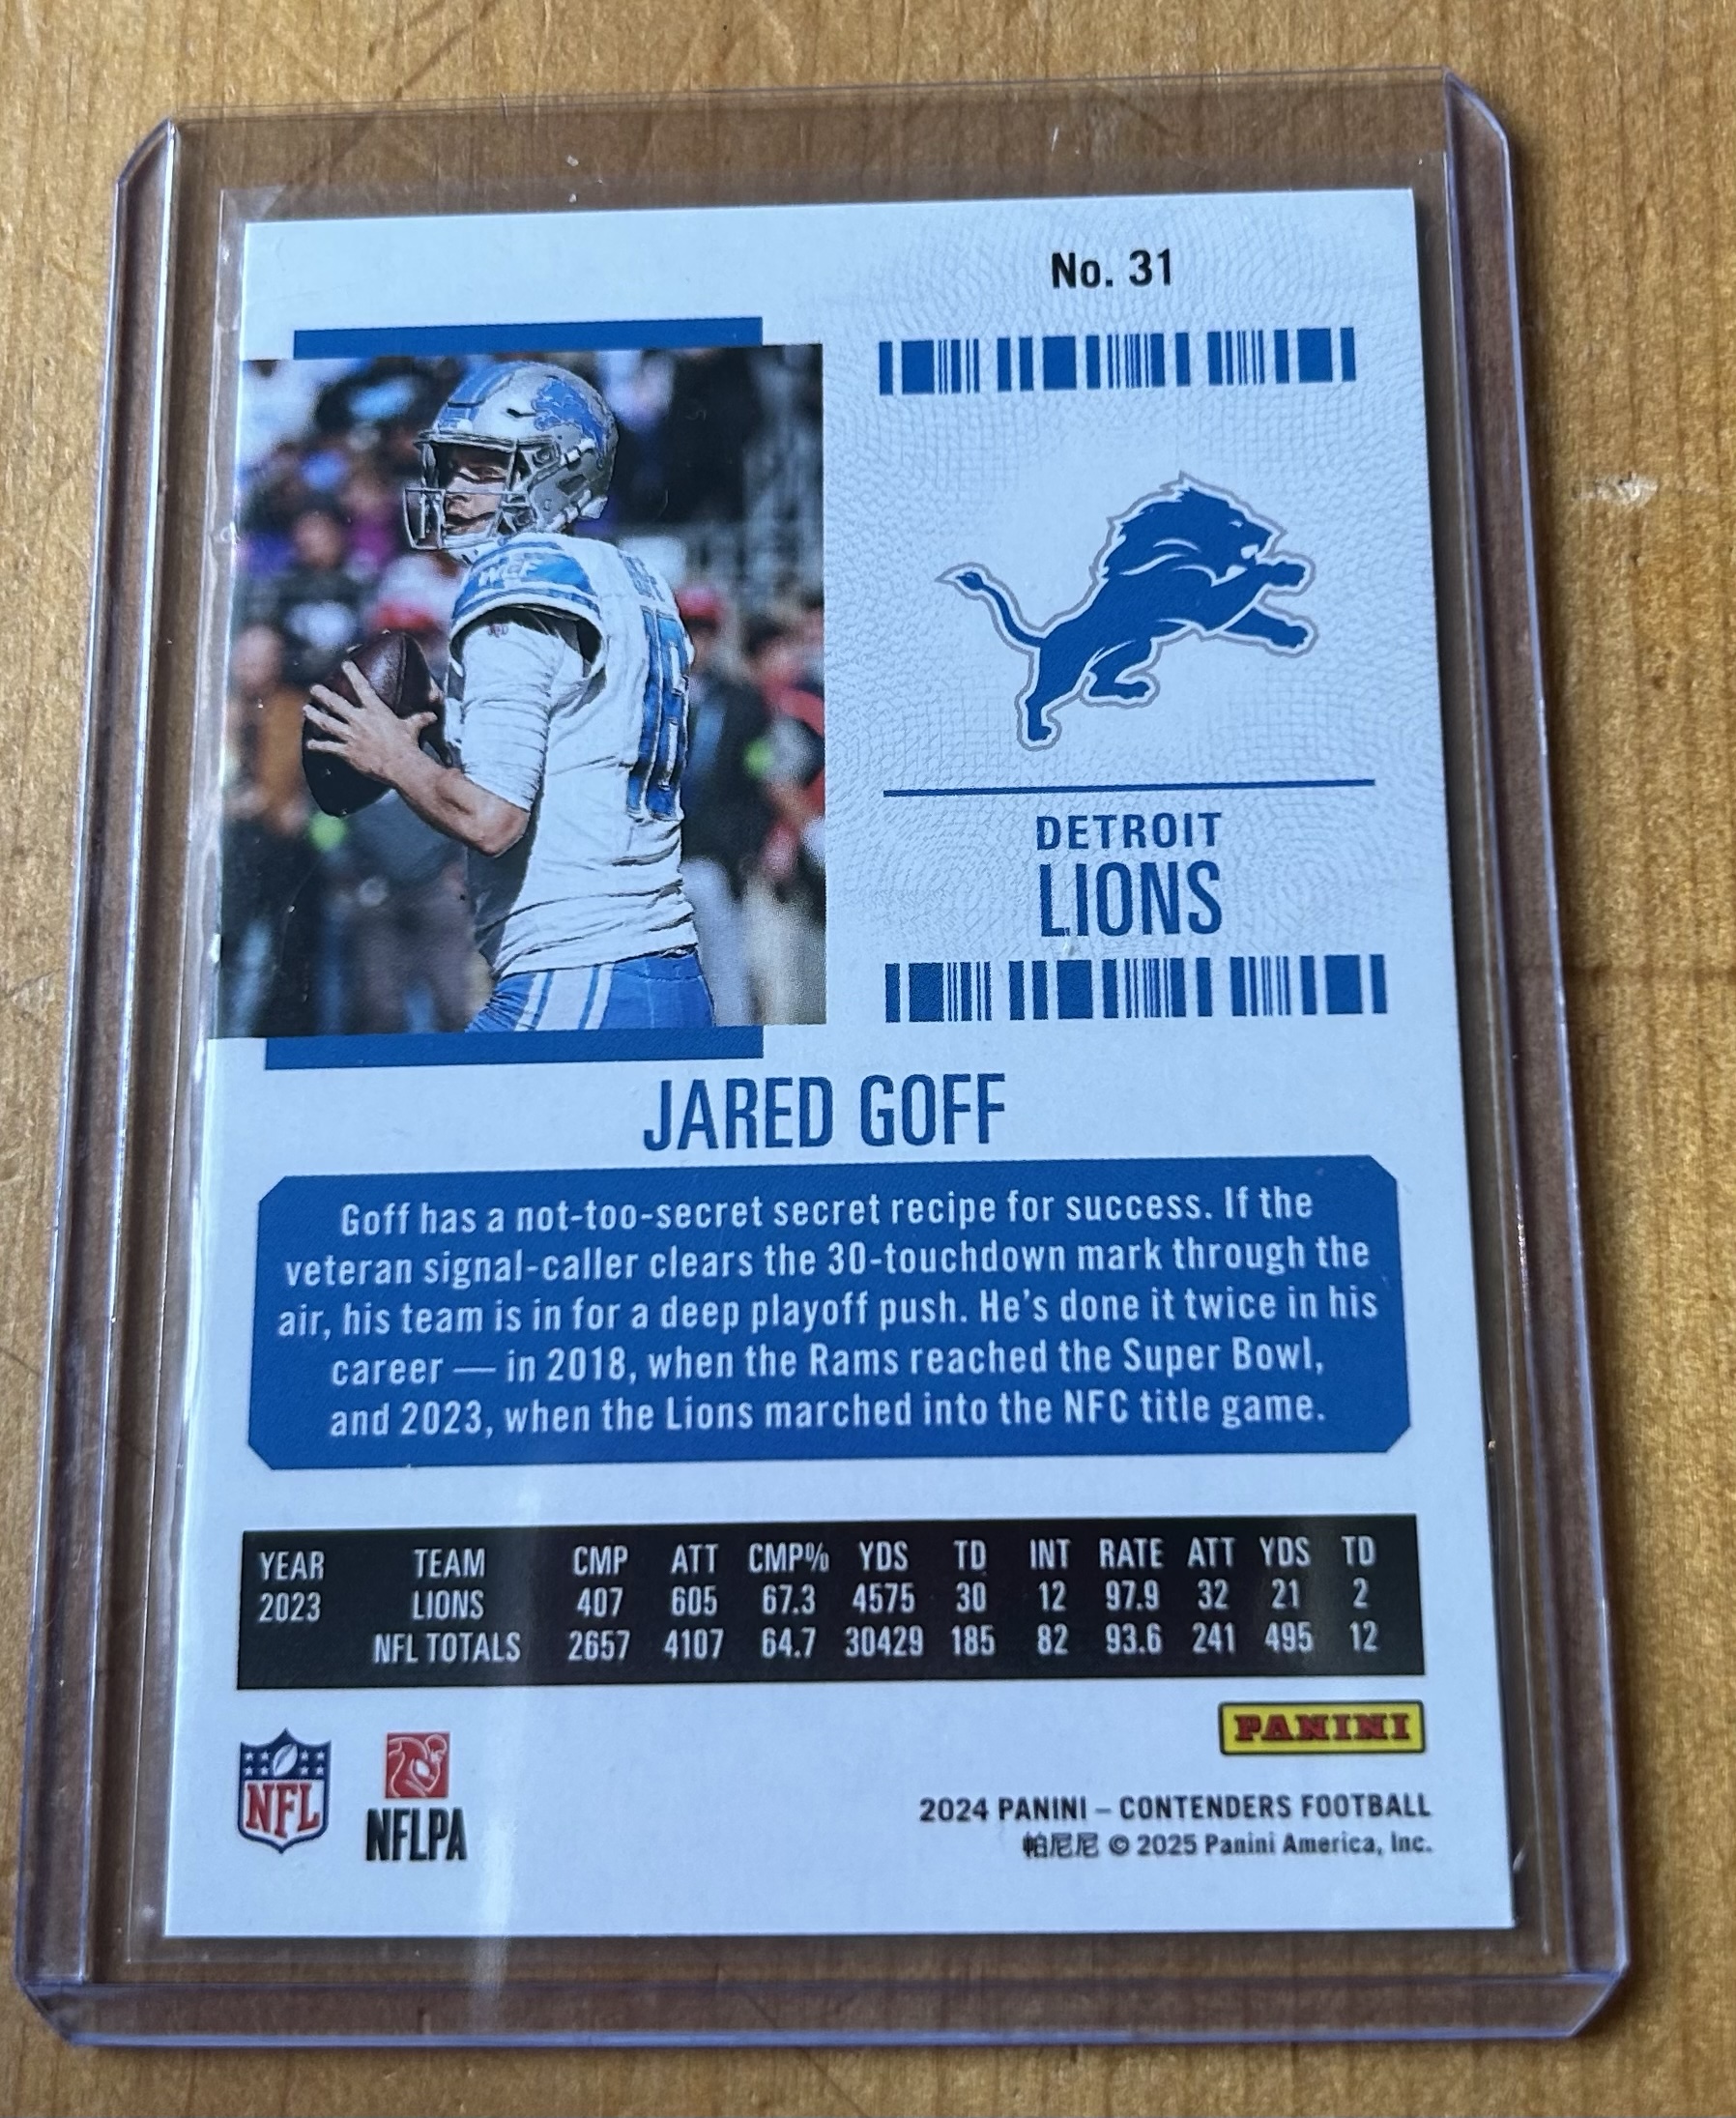 No. 31
WCF
16
DETROIT
LIONS
JARED GOFF
Goff has a not-too-secret secret recipe for success. If the
veteran signal-caller clears the 30-touchdown mark through the
air, his team is in for a deep playoff push. He's done it twice in his
career — in 2018, when the Rams reached the Super Bowl,
and 2023, when the Lions marched into the NFC title game.
YEAR TEAM CMP ATT CMP% YDS TD INT RATE ATT YDS TD
2023 LIONS 407 605 67.3 4575 30 12 97.9 32 21 2
NFL TOTALS 2657 4107 64.7 30429 185 82 93.6 241 495 12
PANINI
NFL
NFLPA
2024 PANINI – CONTENDERS FOOTBALL
帕尼尼 © 2025 Panini America, Inc.